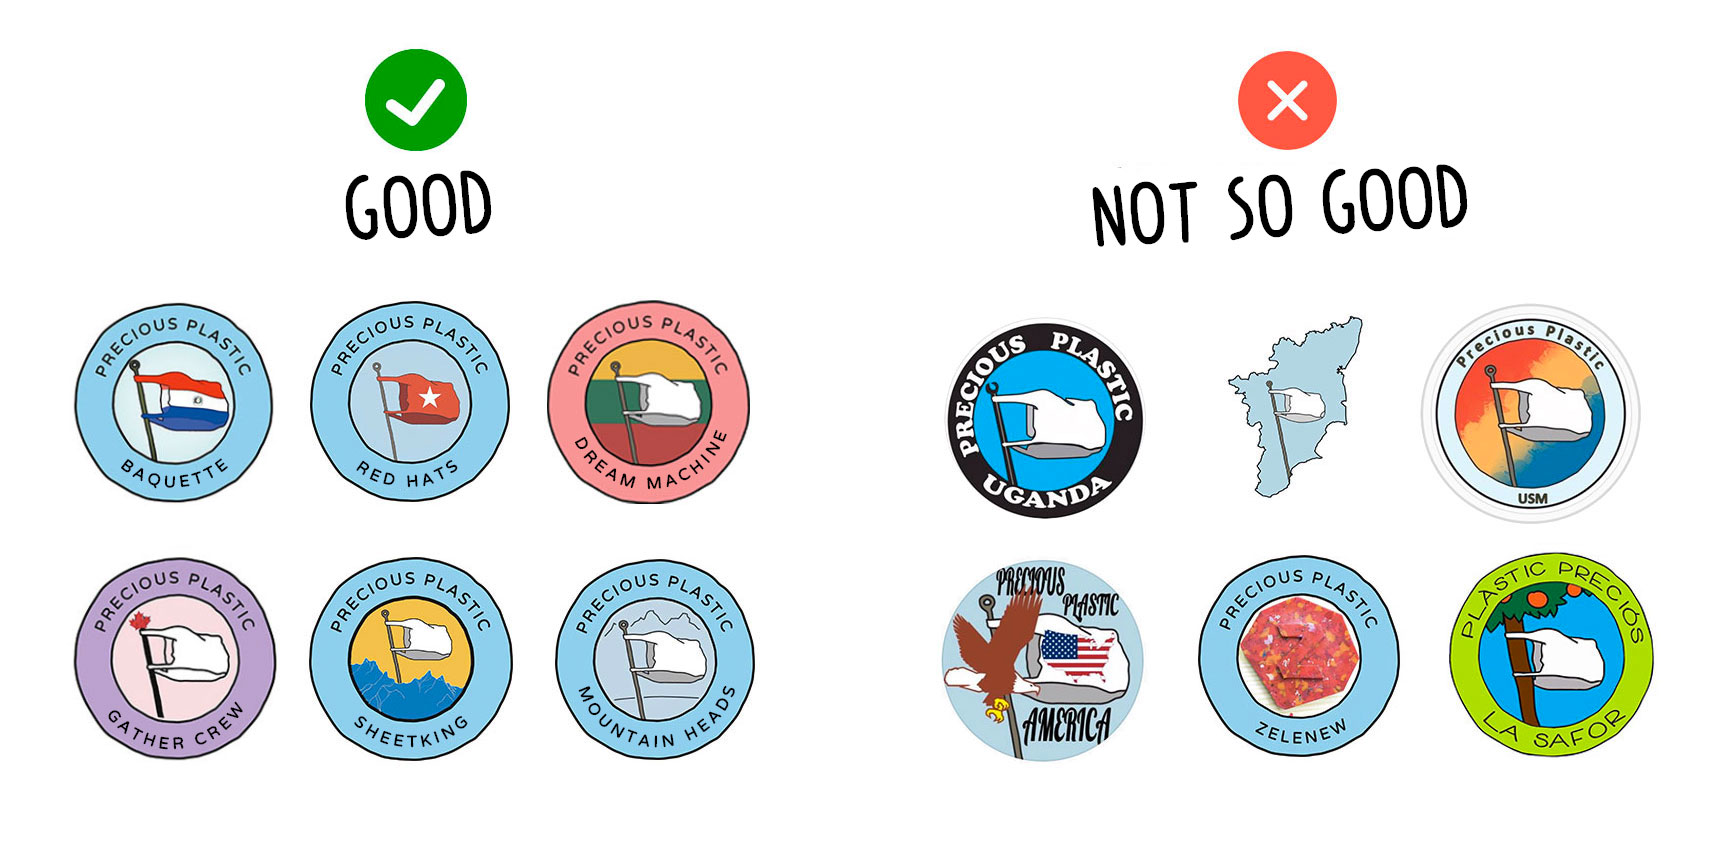 GOOD
NOT SO GOOD
PRECIOUS PLASTIC
BAQUETTE
PRECIOUS PLASTIC
RED HATS
PRECIOUS PLASTIC
DREAM MACHINE
PRECIOUS PLASTIC
UGANDA
Precious Plastic
USM
PRECIOUS PLASTIC
GATHER CREW
PRECIOUS PLASTIC
SHEETKING
PRECIOUS PLASTIC
MOUNTAIN HEADS
PRECIOUS
PLASTIC
AMERICA
PRECIOUS PLASTIC
Z
ZELENEW
PLASTIC PRECIÓS
LA SAFOR